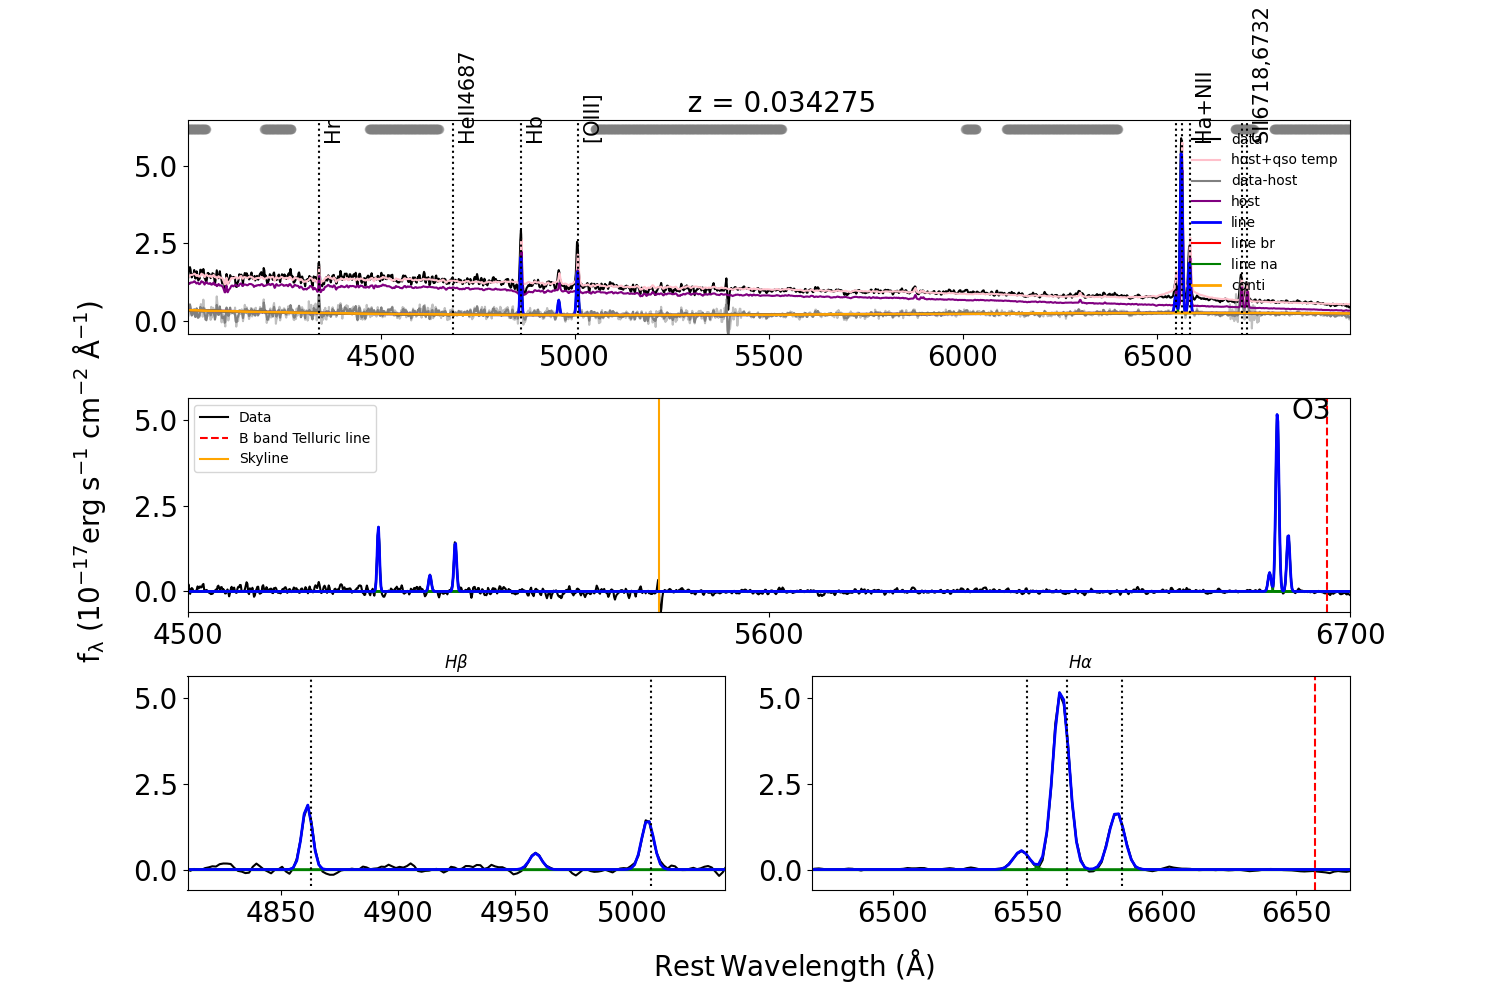 z = 0.034275
Hr
HeII4687
Hb
[OIII]
Ha+NII
SII6718,6732
data
host+qso temp
data-host
host
line
line br
line na
conti
5.0
2.5
0.0
4500 5000 5500 6000 6500
Data
B band Telluric line
Skyline
O3
5.0
2.5
0.0
4500 5600 6700
fλ (10⁻¹⁷erg s⁻¹ cm⁻² Å⁻¹)
Hβ
5.0
2.5
0.0
4850 4900 4950 5000
Hα
5.0
2.5
0.0
6500 6550 6600 6650
Rest Wavelength (Å)